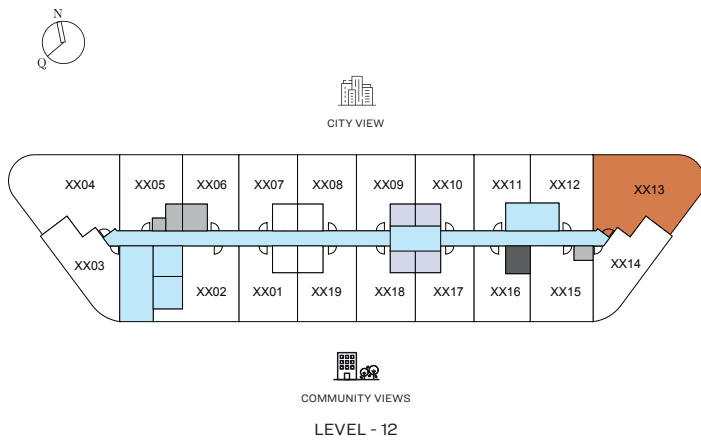 N
Q
CITY VIEW
XX04 XX05 XX06 XX07 XX08 XX09 XX10 XX11 XX12 XX13
XX03 XX02 XX01 XX19 XX18 XX17 XX16 XX15 XX14
COMMUNITY VIEWS
LEVEL - 12